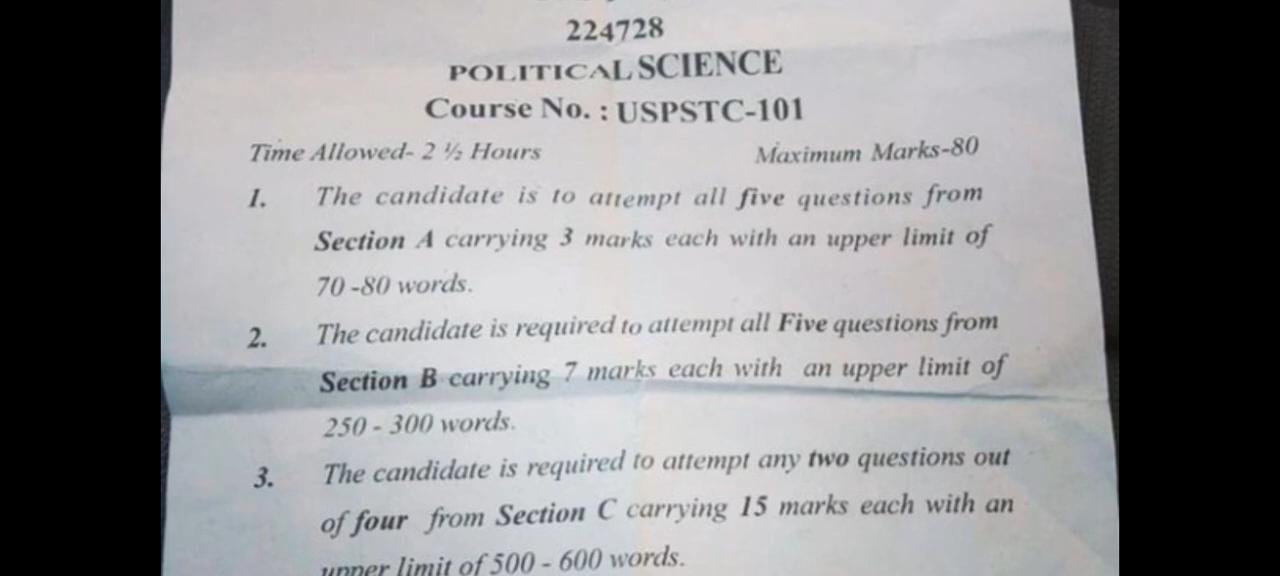 224728
POLITICAL SCIENCE
Course No. : USPSTC-101
Time Allowed- 2 ½ Hours Maximum Marks-80
1. The candidate is to attempt all five questions from
Section A carrying 3 marks each with an upper limit of
70 -80 words.
2. The candidate is required to attempt all Five questions from
Section B carrying 7 marks each with an upper limit of
250 - 300 words.
3. The candidate is required to attempt any two questions out
of four from Section C carrying 15 marks each with an
upper limit of 500 - 600 words.